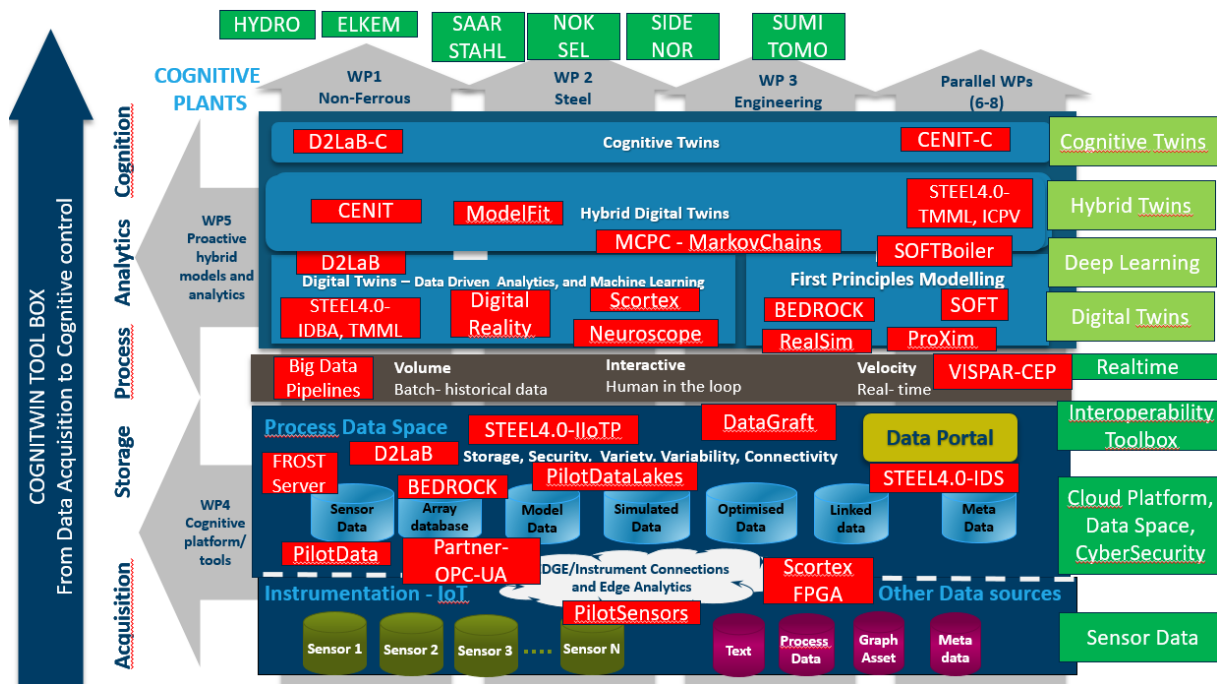 HYDRO
ELKEM
SAAR
STAHL
NOK
SEL
SIDE
NOR
SUMI
TOMO
COGNITWIN TOOL BOX
From Data Acquisition to Cognitive control
COGNITIVE
PLANTS
WP1
Non-Ferrous
WP 2
Steel
WP 3
Engineering
Parallel WPs
(6-8)
Cognition
Analytics
Process
Storage
Acquisition
WP5
Proactive
hybrid
models and
analytics
WP4
Cognitive
platform/
tools
D2LaB-C
Cognitive Twins
CENIT-C
Cognitive Twins
CENIT
ModelFit
Hybrid Digital Twins
STEEL4.0-
TMML, ICPV
Hybrid Twins
MCPC - MarkovChains
SOFTBoiler
D2LaB
Digital Twins – Data Driven Analytics, and Machine Learning
First Principles Modelling
Deep Learning
STEEL4.0-
IDBA, TMML
Digital
Reality
Scortex
Neuroscope
BEDROCK
SOFT
RealSim
ProXim
Digital Twins
Big Data
Pipelines
Volume
Batch- historical data
Interactive
Human in the loop
Velocity
Real- time
VISPAR-CEP
Realtime
Process Data Space
STEEL4.0-IIoTP
DataGraft
Data Portal
Interoperability
Toolbox
D2LaB
Storage, Security, Variety, Variability, Connectivity
FROST
Server
BEDROCK
PilotDataLakes
STEEL4.0-IDS
Sensor
Data
Array
database
Model
Data
Simulated
Data
Optimised
Data
Linked
data
Meta
Data
Cloud Platform,
Data Space,
CyberSecurity
PilotData
Partner-
OPC-UA
EDGE/Instrument Connections
and Edge Analytics
Scortex
FPGA
Instrumentation - IoT
PilotSensors
Other Data sources
Sensor 1
Sensor 2
Sensor 3
.....
Sensor N
Text
Process
Data
Graph
Asset
Meta
data
Sensor Data